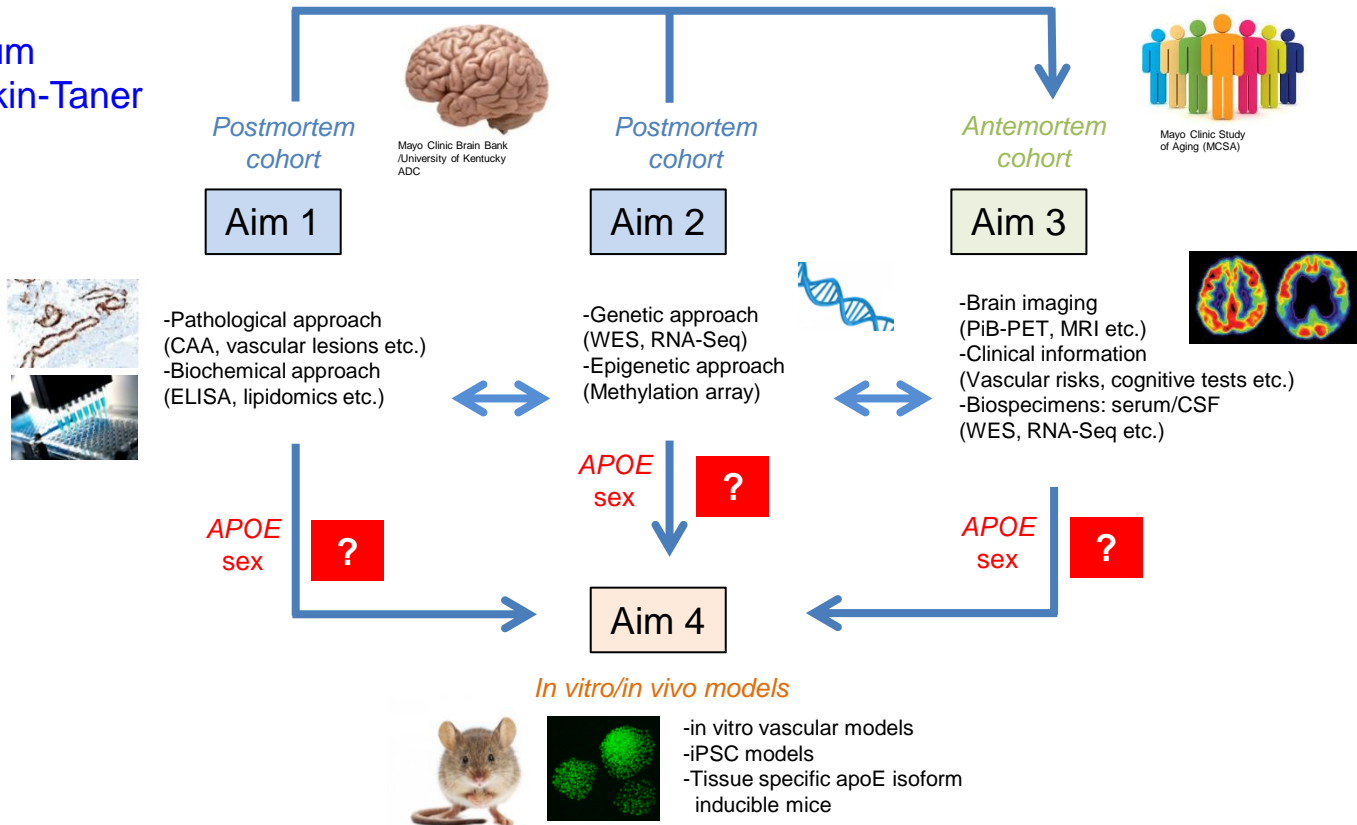 Postmortem
cohort
Mayo Clinic Brain Bank
/University of Kentucky
ADC
Postmortem
cohort
Antemortem
cohort
Mayo Clinic Study
of Aging (MCSA)
Aim 1
Aim 2
Aim 3
-Pathological approach
(CAA, vascular lesions etc.)
-Biochemical approach
(ELISA, lipidomics etc.)
-Genetic approach
(WES, RNA-Seq)
-Epigenetic approach
(Methylation array)
-Brain imaging
(PiB-PET, MRI etc.)
-Clinical information
(Vascular risks, cognitive tests etc.)
-Biospecimens: serum/CSF
(WES, RNA-Seq etc.)
APOE
sex
?
APOE
sex
?
APOE
sex
?
Aim 4
In vitro/in vivo models
-in vitro vascular models
-iPSC models
-Tissue specific apoE isoform
inducible mice